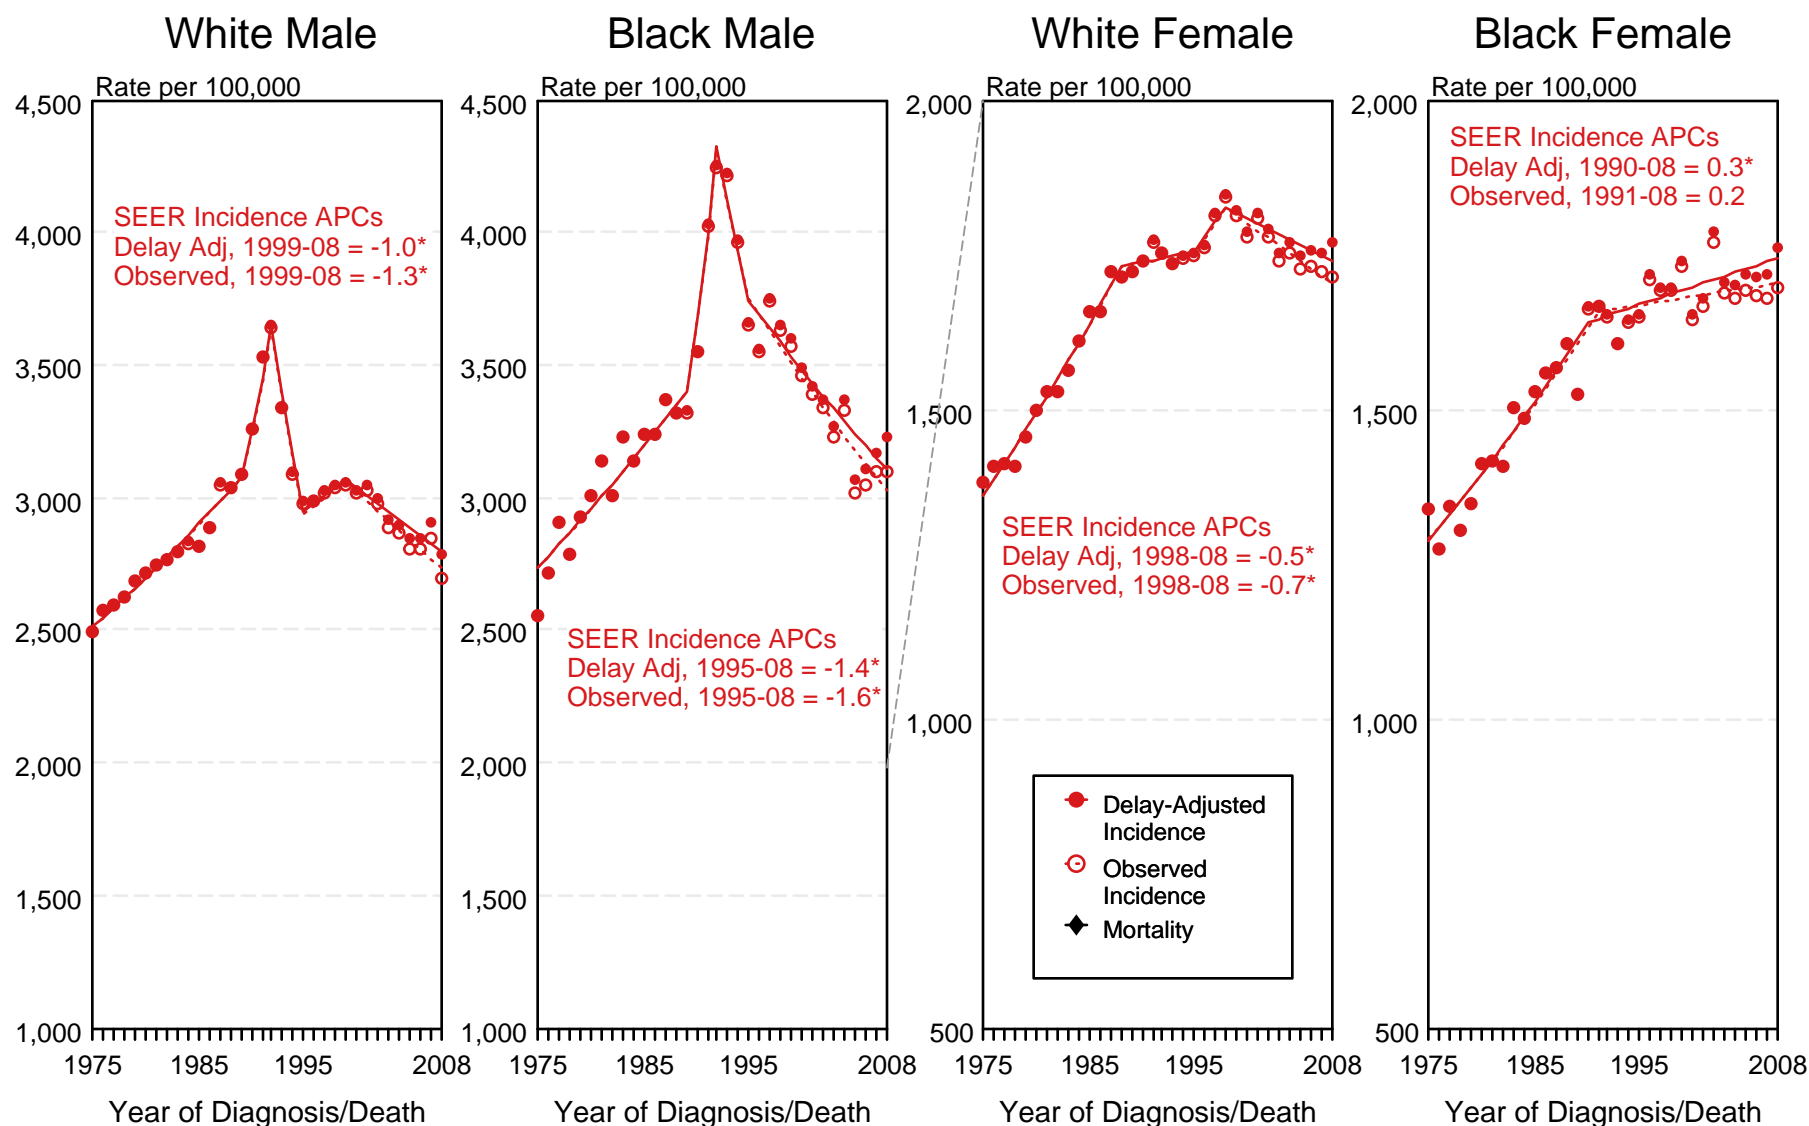 White Male
Rate per 100,000
4,500
4,000
3,500
3,000
2,500
2,000
1,500
1,000
SEER Incidence APCs
Delay Adj, 1999-08 = -1.0*
Observed, 1999-08 = -1.3*
1975
1985
1995
2008
Year of Diagnosis/Death
Black Male
Rate per 100,000
4,500
4,000
3,500
3,000
2,500
2,000
1,500
1,000
SEER Incidence APCs
Delay Adj, 1995-08 = -1.4*
Observed, 1995-08 = -1.6*
1975
1985
1995
2008
Year of Diagnosis/Death
White Female
Rate per 100,000
2,000
1,500
1,000
500
SEER Incidence APCs
Delay Adj, 1998-08 = -0.5*
Observed, 1998-08 = -0.7*
Delay-Adjusted
Incidence
Observed
Incidence
Mortality
1975
1985
1995
2008
Year of Diagnosis/Death
Black Female
Rate per 100,000
2,000
1,500
1,000
500
SEER Incidence APCs
Delay Adj, 1990-08 = 0.3*
Observed, 1991-08 = 0.2
1975
1985
1995
2008
Year of Diagnosis/Death